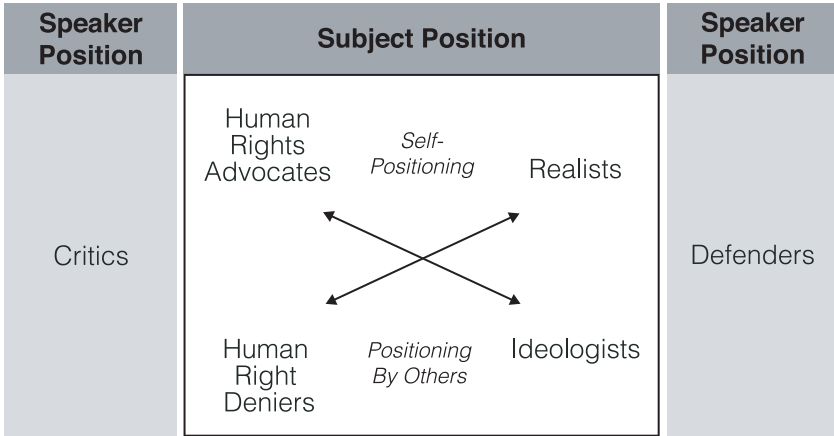 Speaker
Position
Subject Position
Speaker
Position
Critics
Human
Rights
Advocates
Self-
Positioning
Realists
Human
Right
Deniers
Positioning
By Others
Ideologists
Defenders